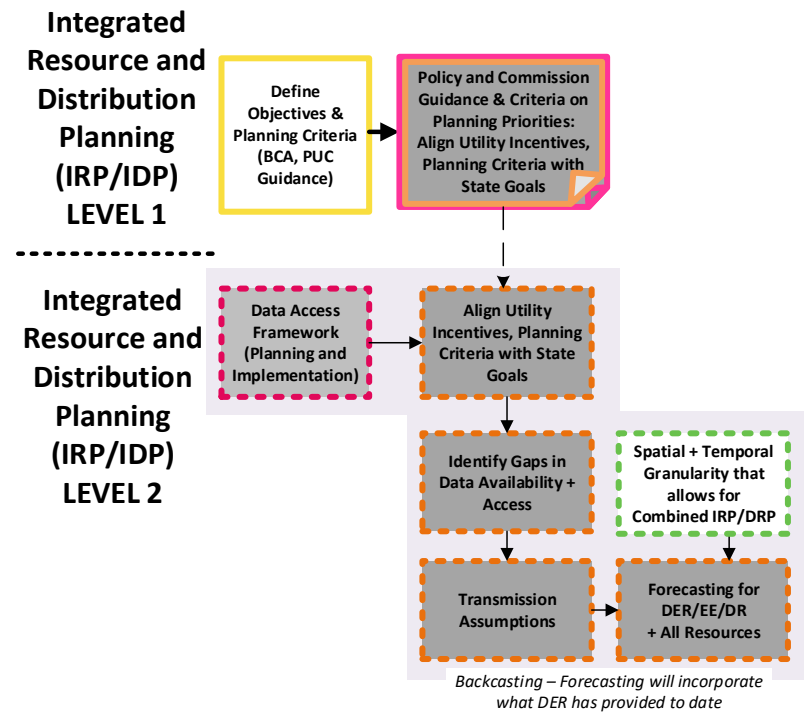 Integrated
Resource and
Distribution
Planning
(IRP/IDP)
LEVEL 1
Define
Objectives &
Planning Criteria
(BCA, PUC
Guidance)
Policy and Commission
Guidance & Criteria on
Planning Priorities:
Align Utility Incentives,
Planning Criteria with
State Goals
Integrated
Resource and
Distribution
Planning
(IRP/IDP)
LEVEL 2
Data Access
Framework
(Planning and
Implementation)
Align Utility
Incentives, Planning
Criteria with State
Goals
Identify Gaps in
Data Availability +
Access
Spatial + Temporal
Granularity that
allows for
Combined IRP/DRP
Transmission
Assumptions
Forecasting for
DER/EE/DR
+ All Resources
Backcasting – Forecasting will incorporate
what DER has provided to date